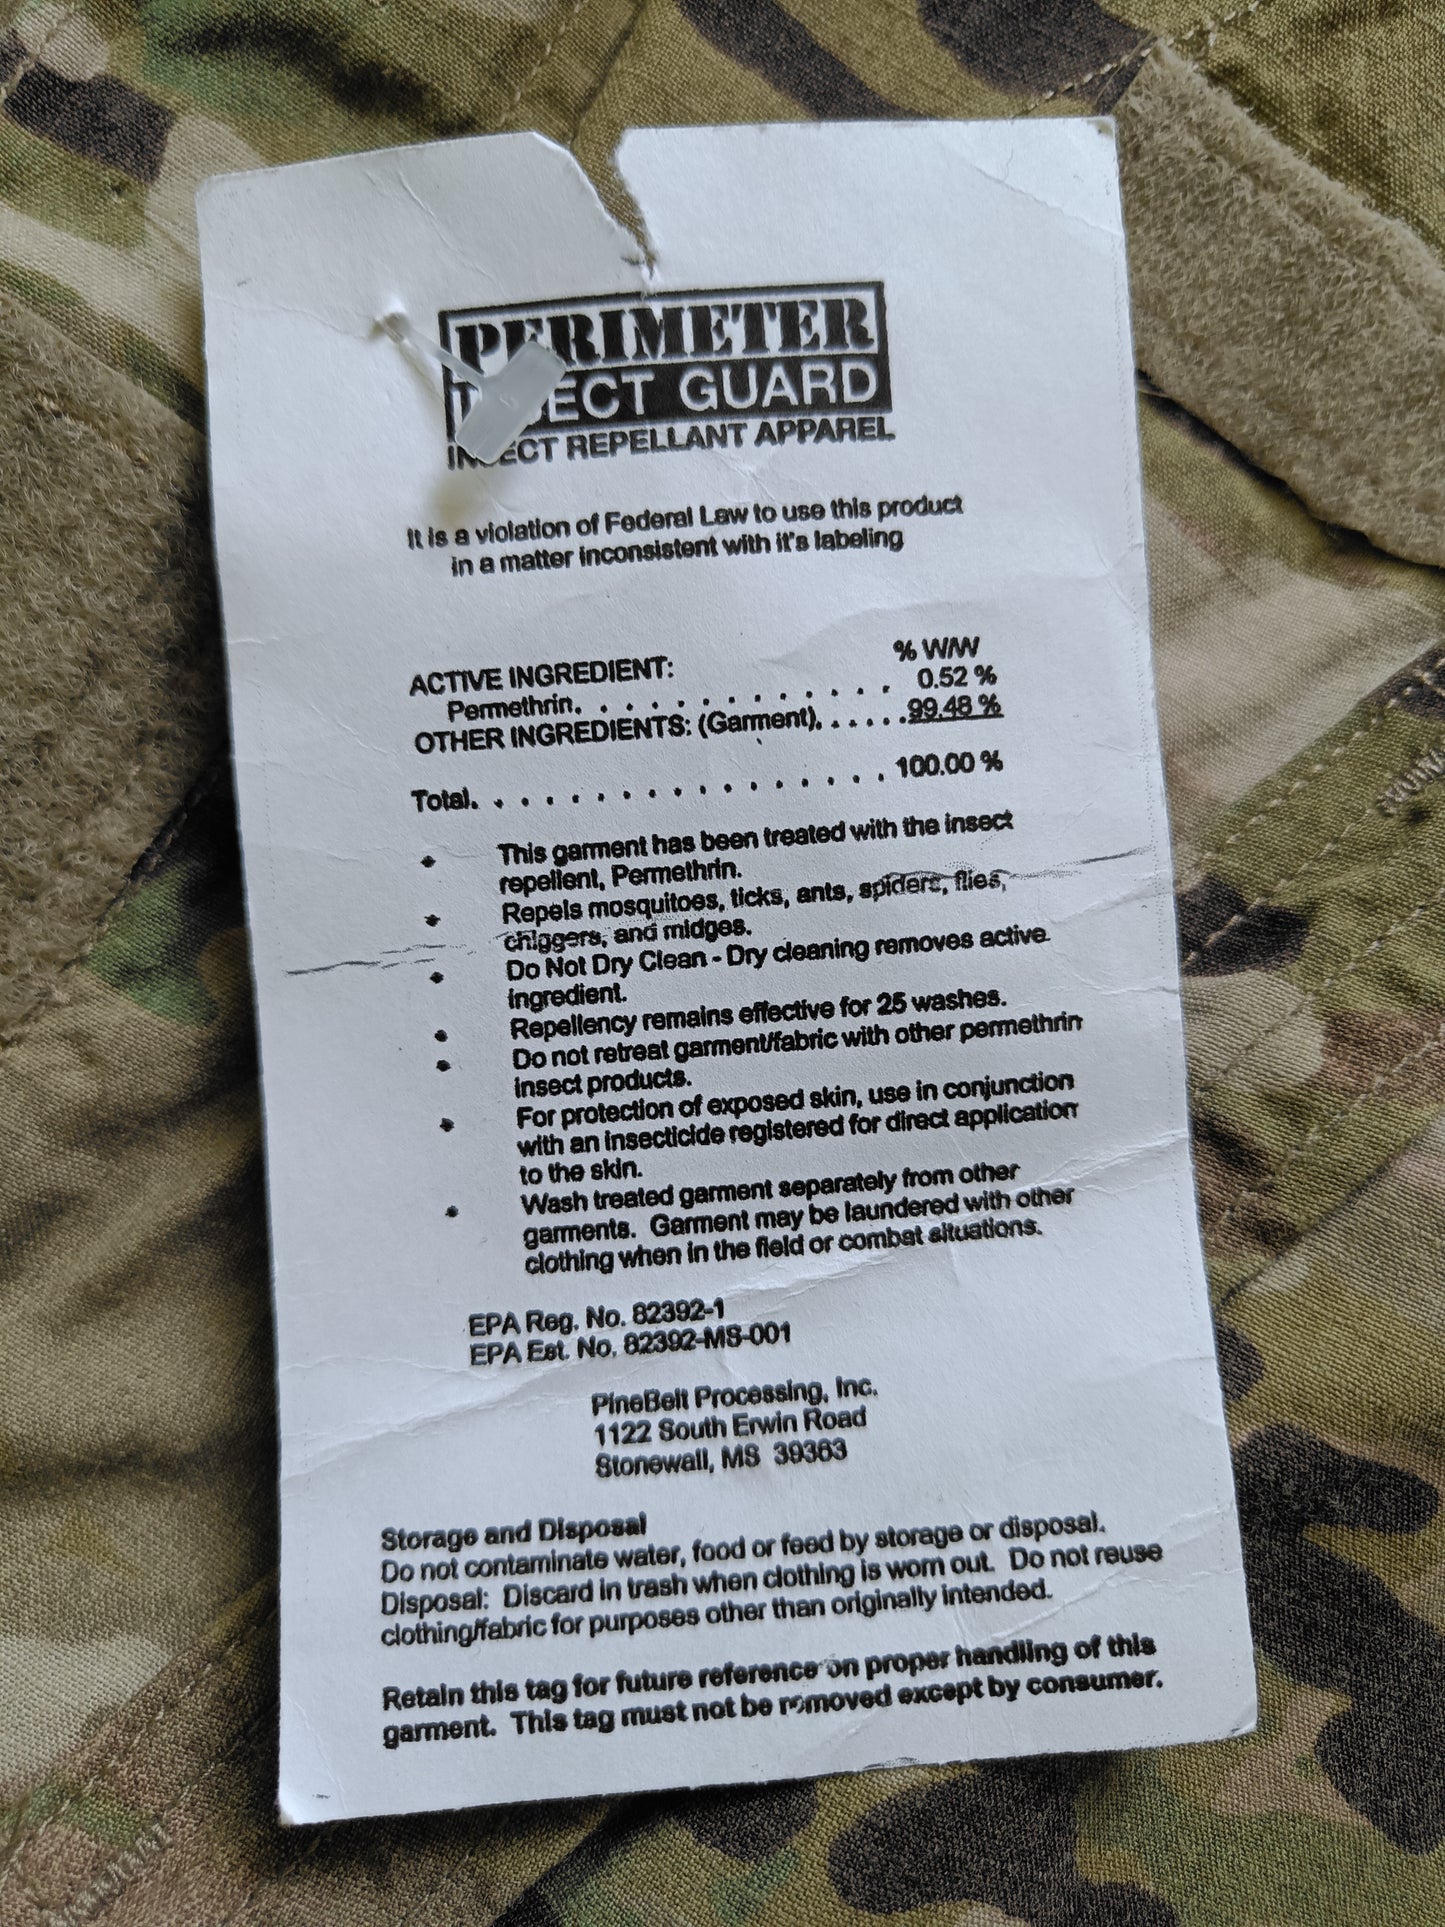 PERIMETER
INSECT GUARD
INSECT REPELLANT APPAREL
It is a violation of Federal Law to use this product
in a matter inconsistent with it's labeling
% W/W
ACTIVE INGREDIENT:
Permethrin. . . . . . . . . . . . . 0.52 %
OTHER INGREDIENTS: (Garment). . . . . .99.48 %
Total. . . . . . . . . . . . . . . . . 100.00 %
• This garment has been treated with the insect
repellent, Permethrin.
• Repels mosquitoes, ticks, ants, spiders, flies,
chiggers, and midges.
• Do Not Dry Clean - Dry cleaning removes active
ingredient.
• Repellency remains effective for 25 washes.
• Do not retreat garment/fabric with other permethrin
insect products.
• For protection of exposed skin, use in conjunction
with an insecticide registered for direct application
to the skin.
• Wash treated garment separately from other
garments. Garment may be laundered with other
clothing when in the field or combat situations.
EPA Reg. No. 82392-1
EPA Est. No. 82392-MS-001
PineBelt Processing, Inc.
1122 South Erwin Road
Stonewall, MS 39363
Storage and Disposal
Do not contaminate water, food or feed by storage or disposal.
Disposal: Discard in trash when clothing is worn out. Do not reuse
clothing/fabric for purposes other than originally intended.
Retain this tag for future reference on proper handling of this
garment. This tag must not be removed except by consumer.